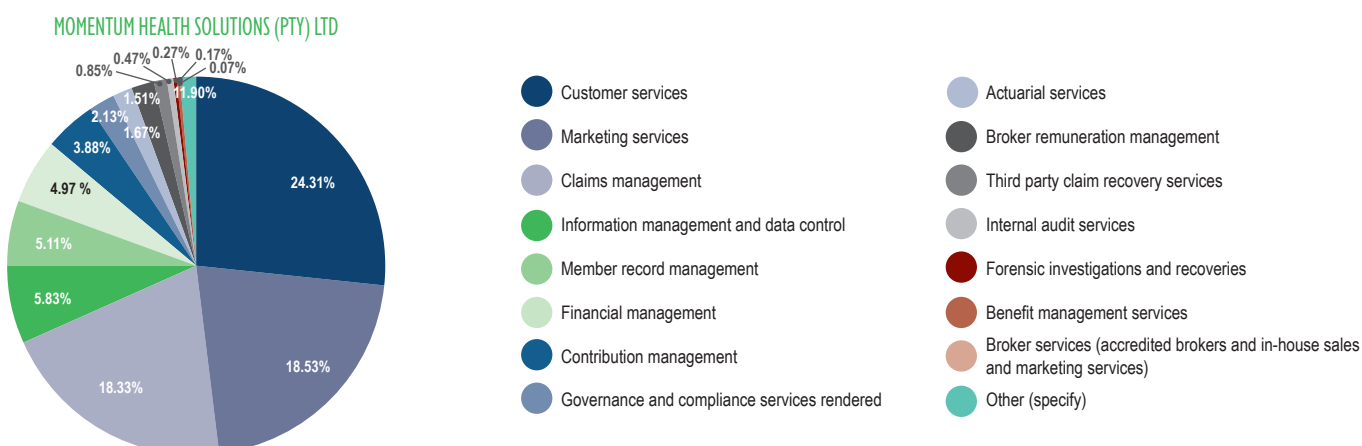 MOMENTUM HEALTH SOLUTIONS (PTY) LTD
0.85%
0.47%
0.27%
0.17%
0.07%
11.90%
1.51%
1.67%
2.13%
3.88%
4.97 %
5.11%
5.83%
18.33%
18.53%
24.31%
Customer services
Marketing services
Claims management
Information management and data control
Member record management
Financial management
Contribution management
Governance and compliance services rendered
Actuarial services
Broker remuneration management
Third party claim recovery services
Internal audit services
Forensic investigations and recoveries
Benefit management services
Broker services (accredited brokers and in-house sales
and marketing services)
Other (specify)